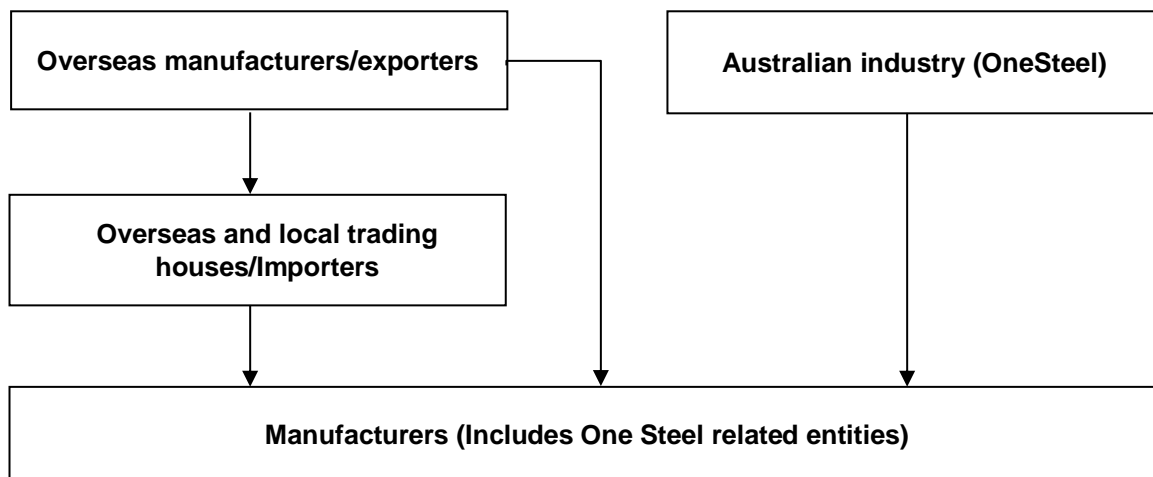 Overseas manufacturers/exporters
Australian industry (OneSteel)
Overseas and local trading
houses/Importers
Manufacturers (Includes One Steel related entities)